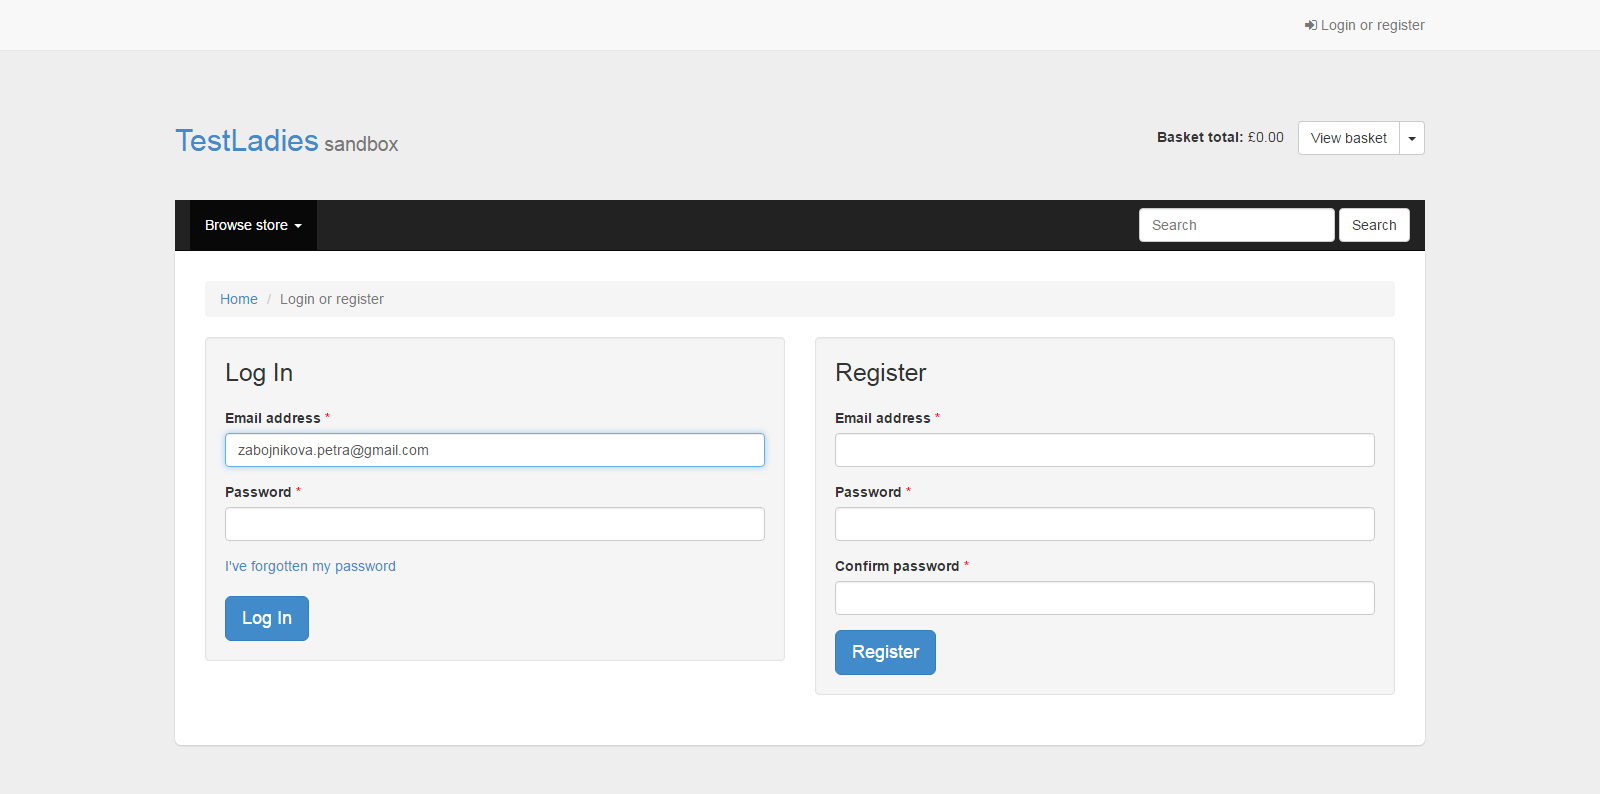 Login or register
TestLadies sandbox
Basket total: £0.00
View basket
Browse store
Search
Search
Home / Login or register
Log In
Email address *
zabojnikova.petra@gmail.com
Password *
I've forgotten my password
Log In
Register
Email address *
Password *
Confirm password *
Register